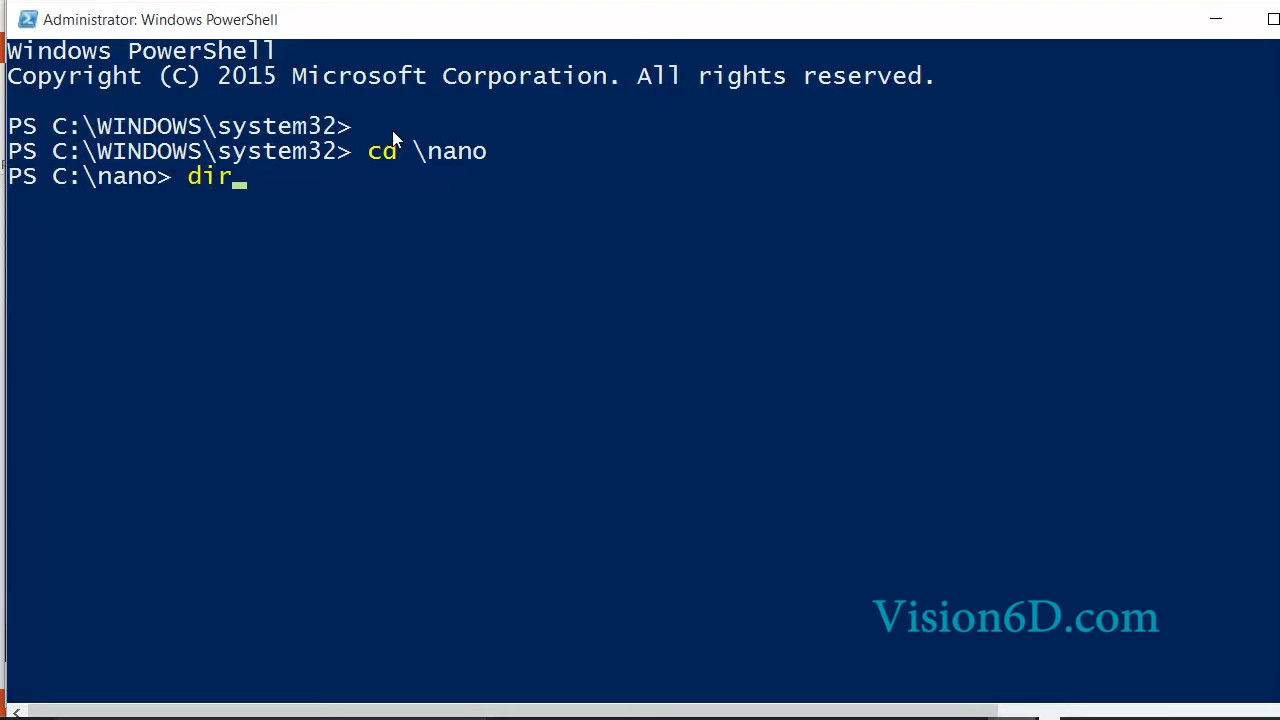 Administrator: Windows PowerShell
Windows PowerShell
Copyright (C) 2015 Microsoft Corporation. All rights reserved.
PS C:\WINDOWS\system32>
PS C:\WINDOWS\system32> cd \nano
PS C:\nano> dir
Vision6D.com